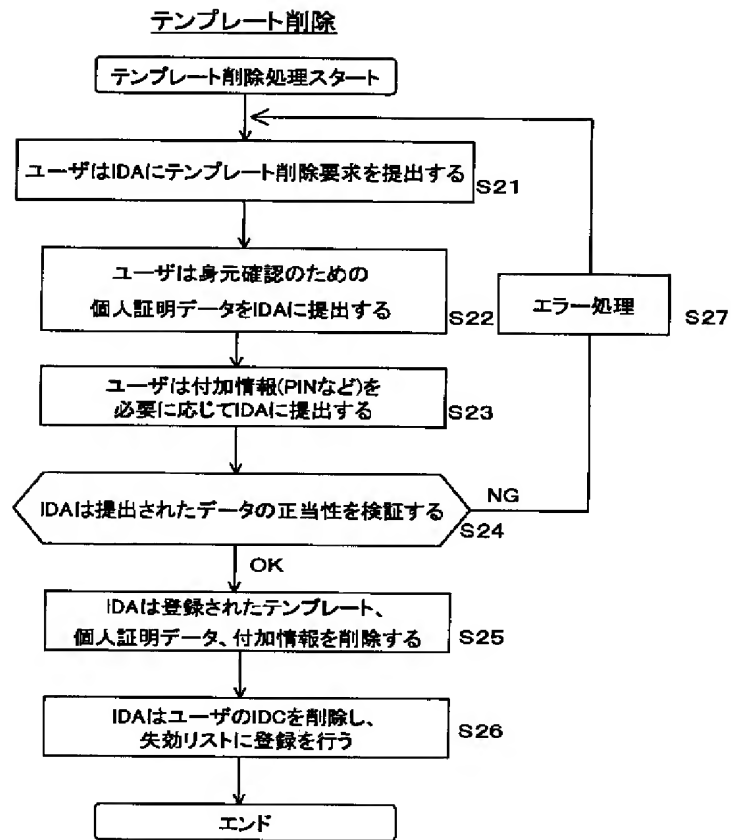 テンプレート削除
テンプレート削除処理スタート
ユーザはIDAにテンプレート削除要求を提出する
S21
ユーザは身元確認のための
個人証明データをIDAに提出する
S22
エラー処理
S27
ユーザは付加情報(PINなど)を
必要に応じてIDAに提出する
S23
IDAは提出されたデータの正当性を検証する
NG
S24
OK
IDAは登録されたテンプレート、
個人証明データ、付加情報を削除する
S25
IDAはユーザのIDCを削除し、
失効リストに登録を行う
S26
エンド